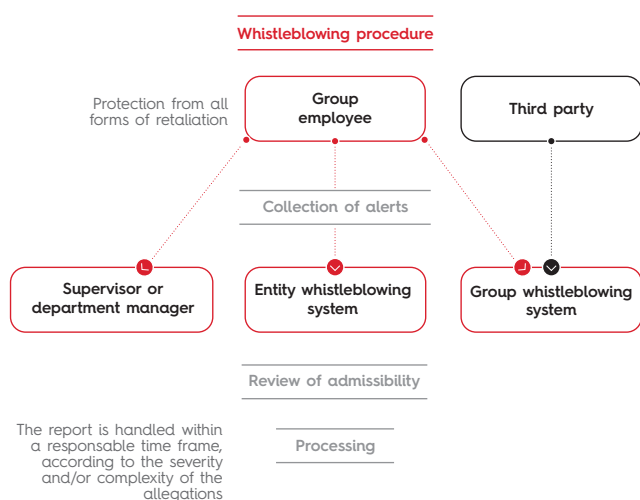 Whistleblowing procedure
Protection from all
forms of retaliation
Group
employee
Third party
Collection of alerts
Supervisor or
department manager
Entity whistleblowing
system
Group whistleblowing
system
Review of admissibility
The report is handled within
a responsable time frame,
according to the severity
and/or complexity of the
allegations
Processing